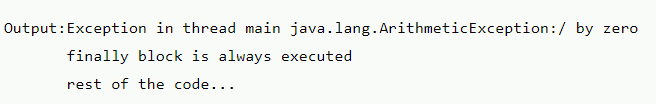 Output:Exception in thread main java.lang.ArithmeticException:/ by zero
finally block is always executed
rest of the code...